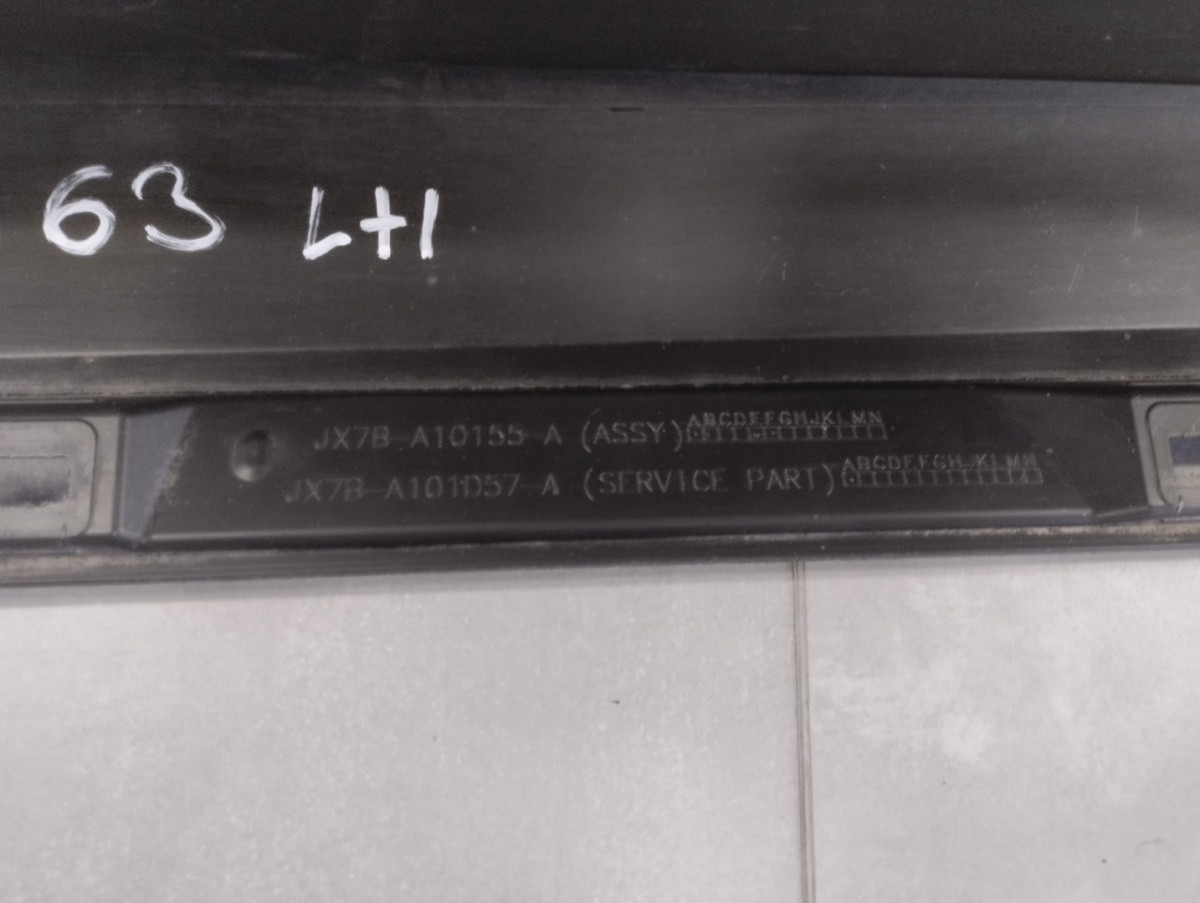 63 LH
JX7B-A10155-A (ASSY) ABCDEFGHJKLMN
JX7B-A101D57-A (SERVICE PART) ABCDEFGHJKLMN